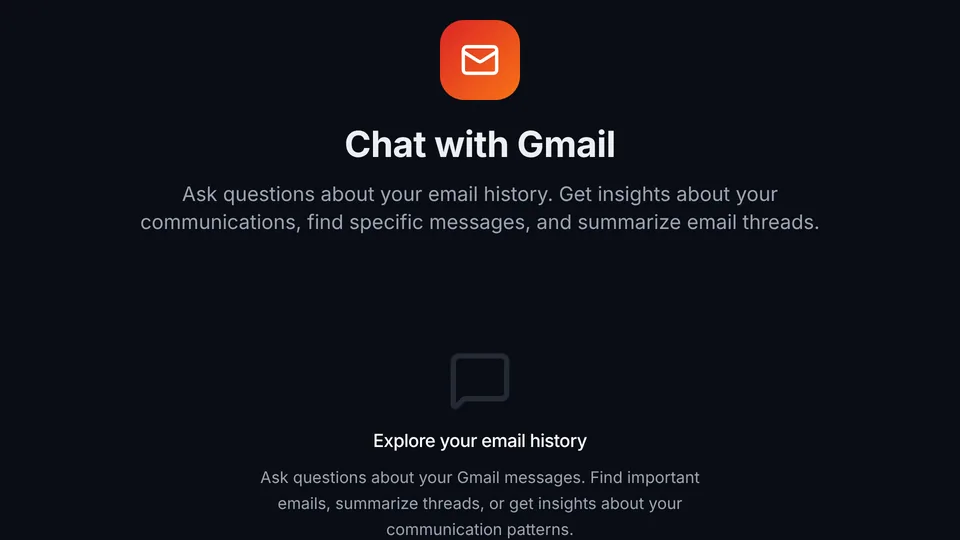 Chat with Gmail
Ask questions about your email history. Get insights about your
communications, find specific messages, and summarize email threads.
Explore your email history
Ask questions about your Gmail messages. Find important
emails, summarize threads, or get insights about your
communication patterns.